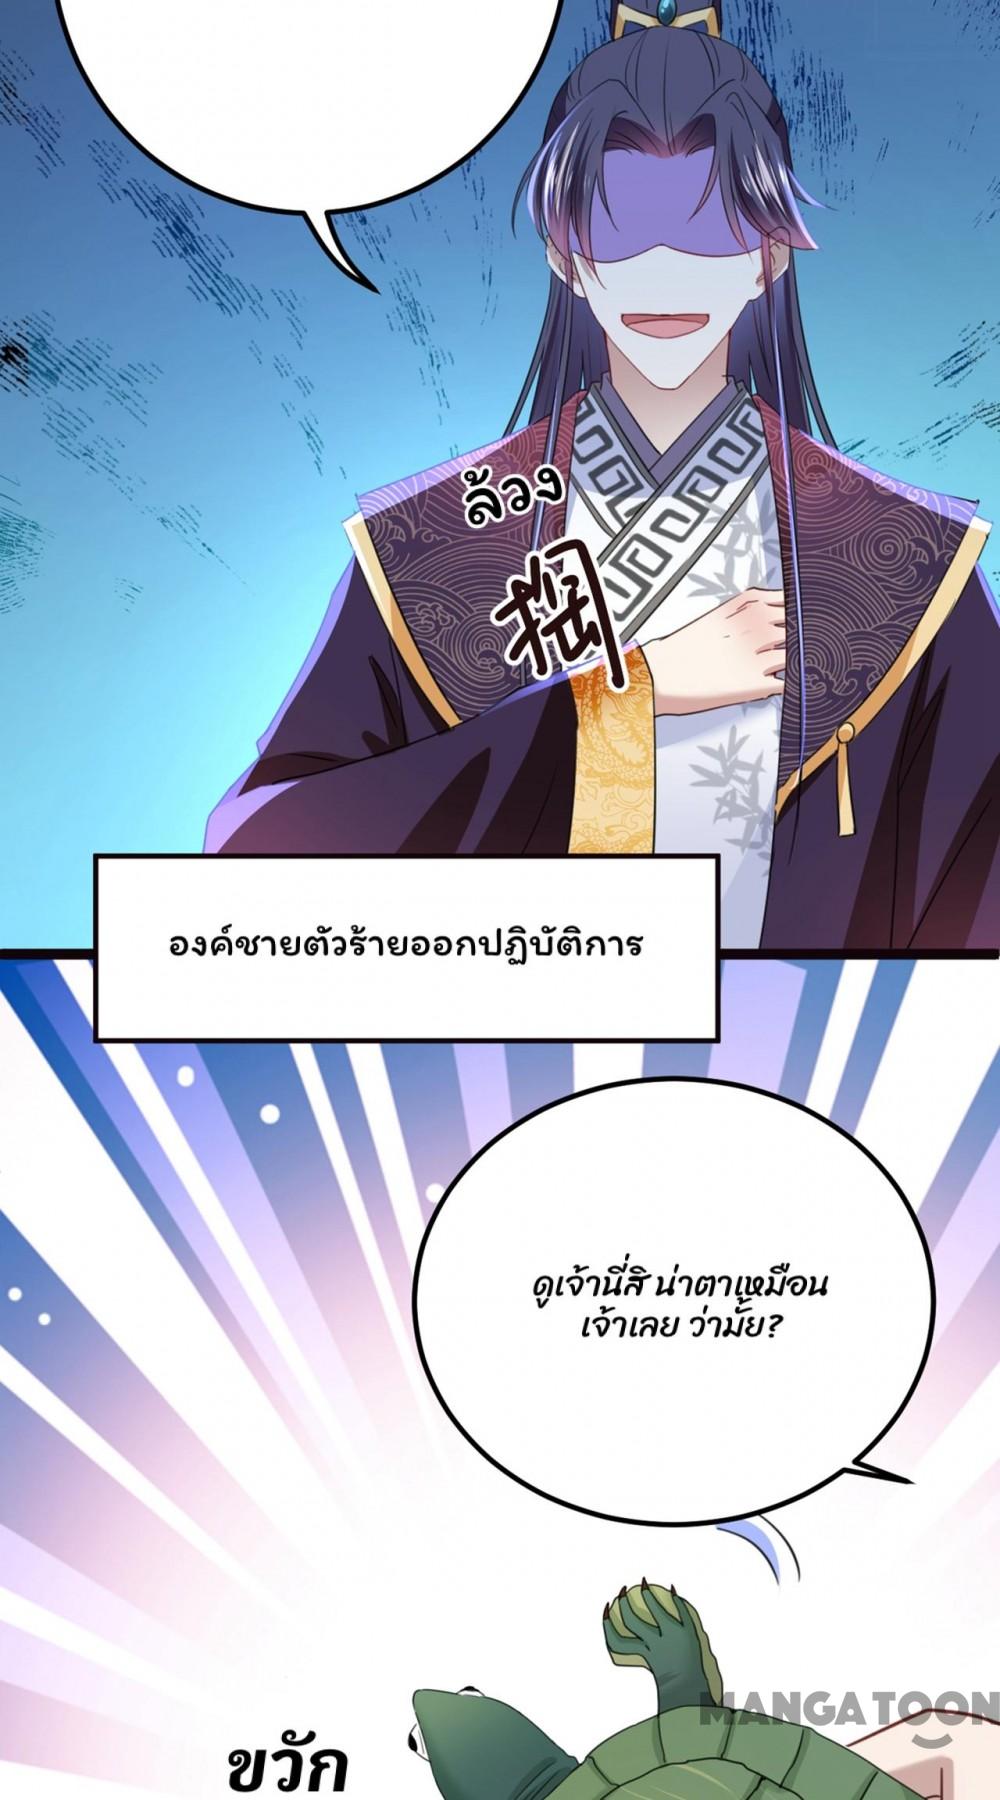 ล้วง
掏
องค์ชายตัวร้ายออกปฏิบัติการ
ดูเจ้านี่สิ น่าตาเหมือน
เจ้าเลย ว่ามั้ย?
MANGATOON
ขวัก